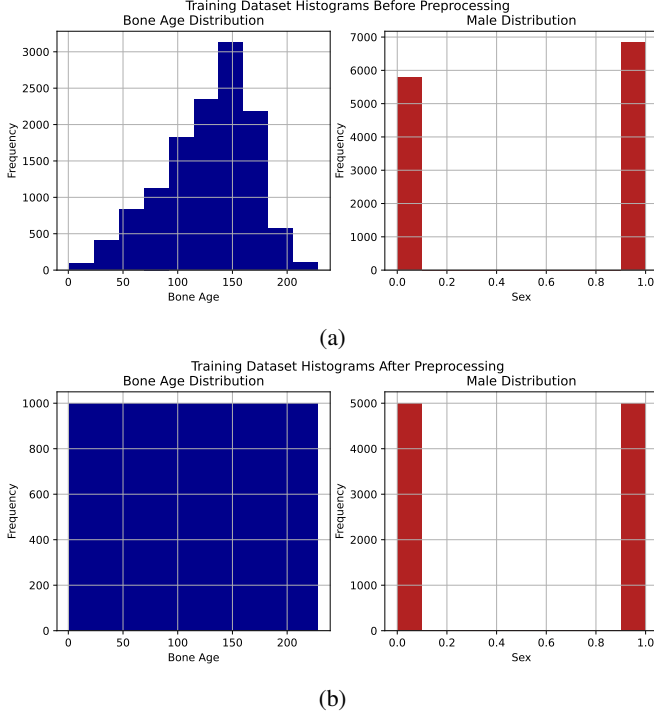 Training Dataset Histograms Before Preprocessing
Bone Age Distribution
Male Distribution
3000
2500
2000
1500
1000
500
0
Frequency
0 50 100 150 200
Bone Age
7000
6000
5000
4000
3000
2000
1000
0
Frequency
0.0 0.2 0.4 0.6 0.8 1.0
Sex
(a)
Training Dataset Histograms After Preprocessing
Bone Age Distribution
Male Distribution
1000
800
600
400
200
0
Frequency
0 50 100 150 200
Bone Age
5000
4000
3000
2000
1000
0
Frequency
0.0 0.2 0.4 0.6 0.8 1.0
Sex
(b)